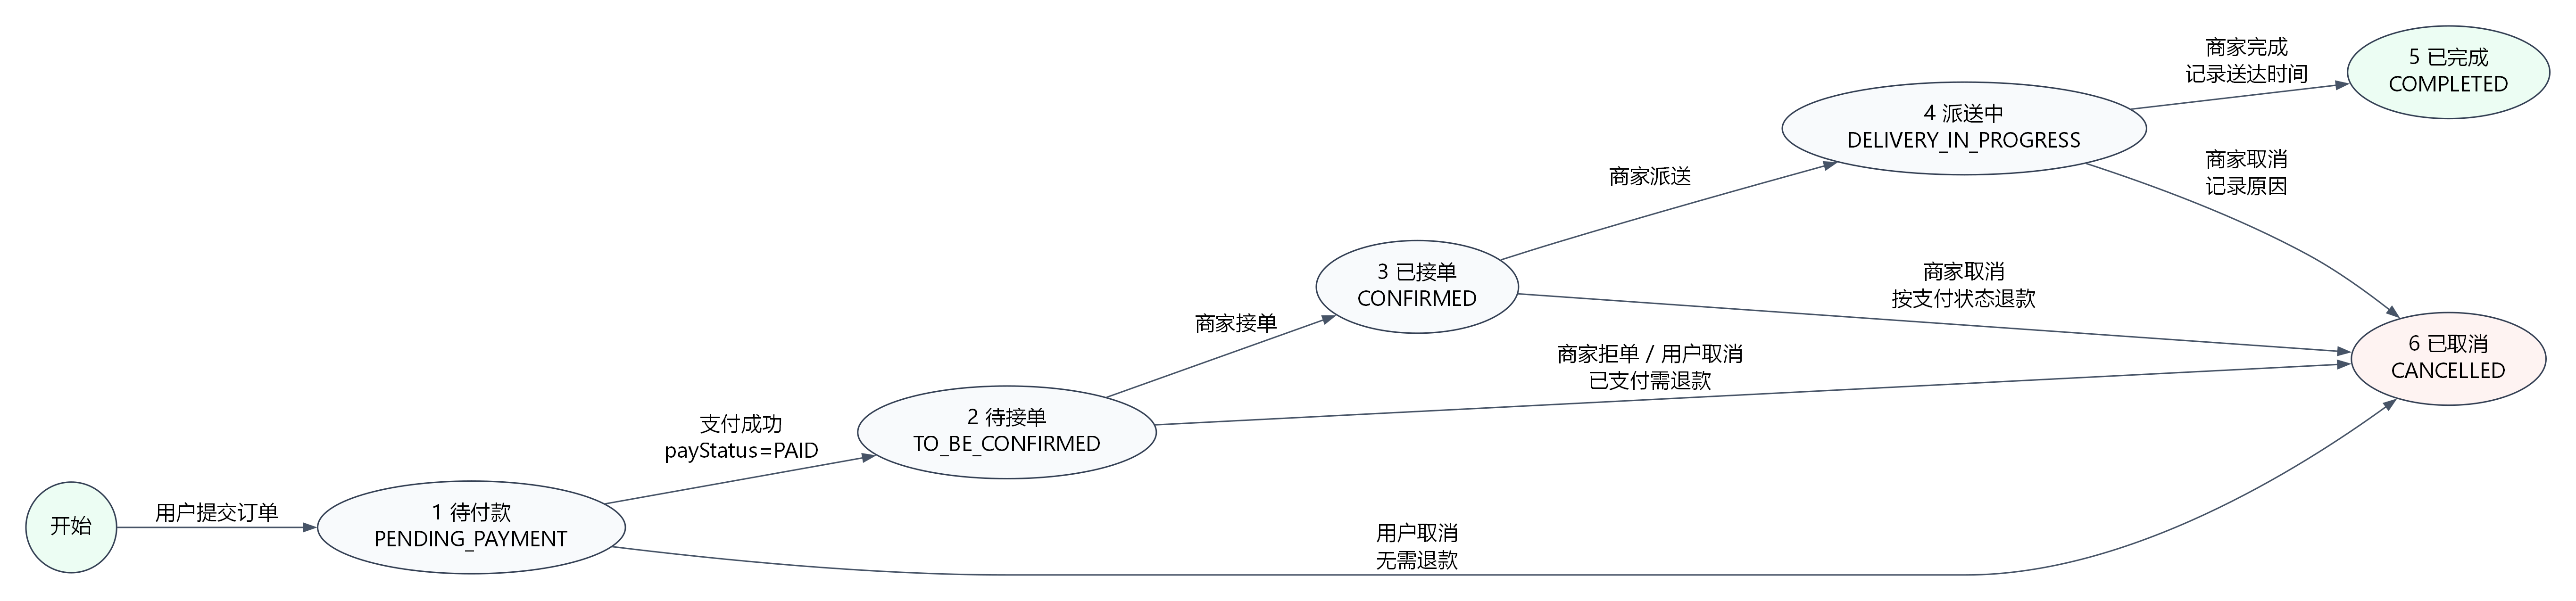 开始
用户提交订单
1 待付款
PENDING_PAYMENT
支付成功
payStatus=PAID
2 待接单
TO_BE_CONFIRMED
商家接单
3 已接单
CONFIRMED
商家派送
4 派送中
DELIVERY_IN_PROGRESS
商家完成
记录送达时间
5 已完成
COMPLETED
商家取消
记录原因
商家取消
按支付状态退款
商家拒单 / 用户取消
已支付需退款
用户取消
无需退款
6 已取消
CANCELLED